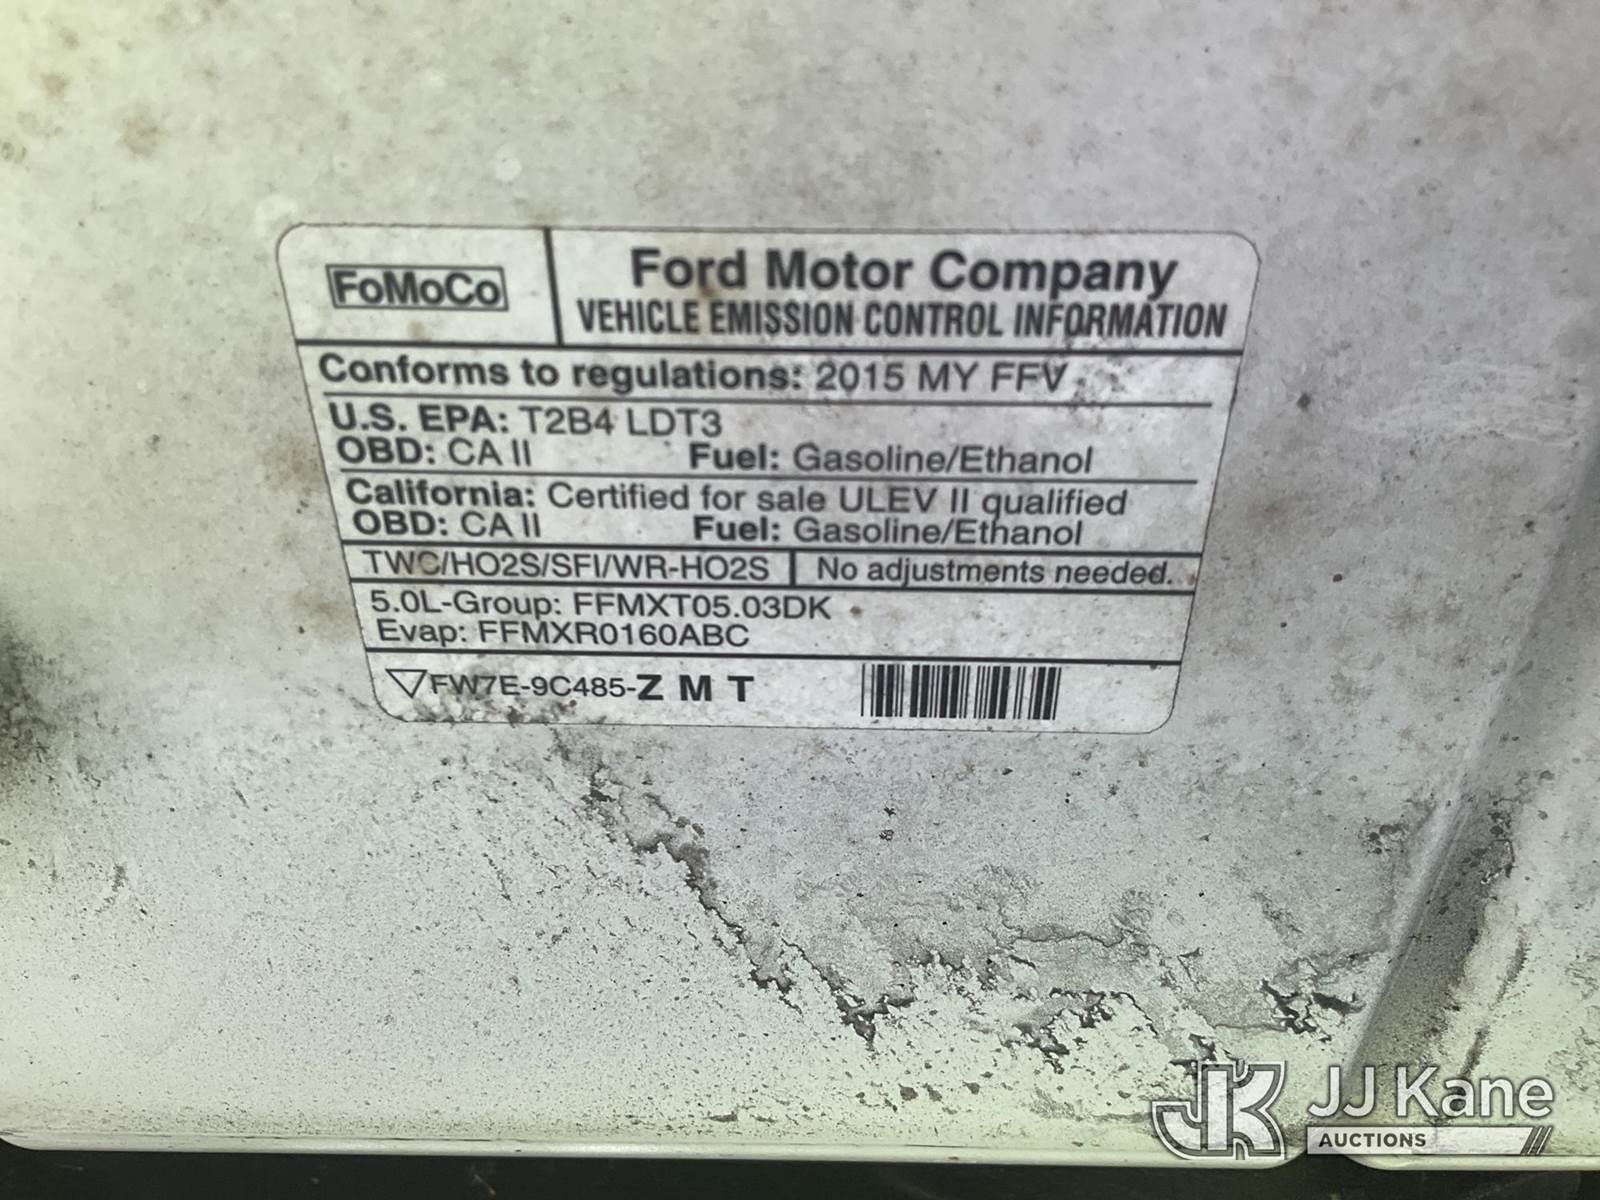 FoMoCo
Ford Motor Company
VEHICLE EMISSION CONTROL INFORMATION
Conforms to regulations: 2015 MY FFV
U.S. EPA: T2B4 LDT3
OBD: CA II Fuel: Gasoline/Ethanol
California: Certified for sale ULEV II qualified
OBD: CA II Fuel: Gasoline/Ethanol
TWC/HO2S/SFI/WR-HO2S No adjustments needed.
5.0L-Group: FFMXT05.03DK
Evap: FFMXR0160ABC
FW7E-9C485-Z M T
JK JJ Kane
AUCTIONS